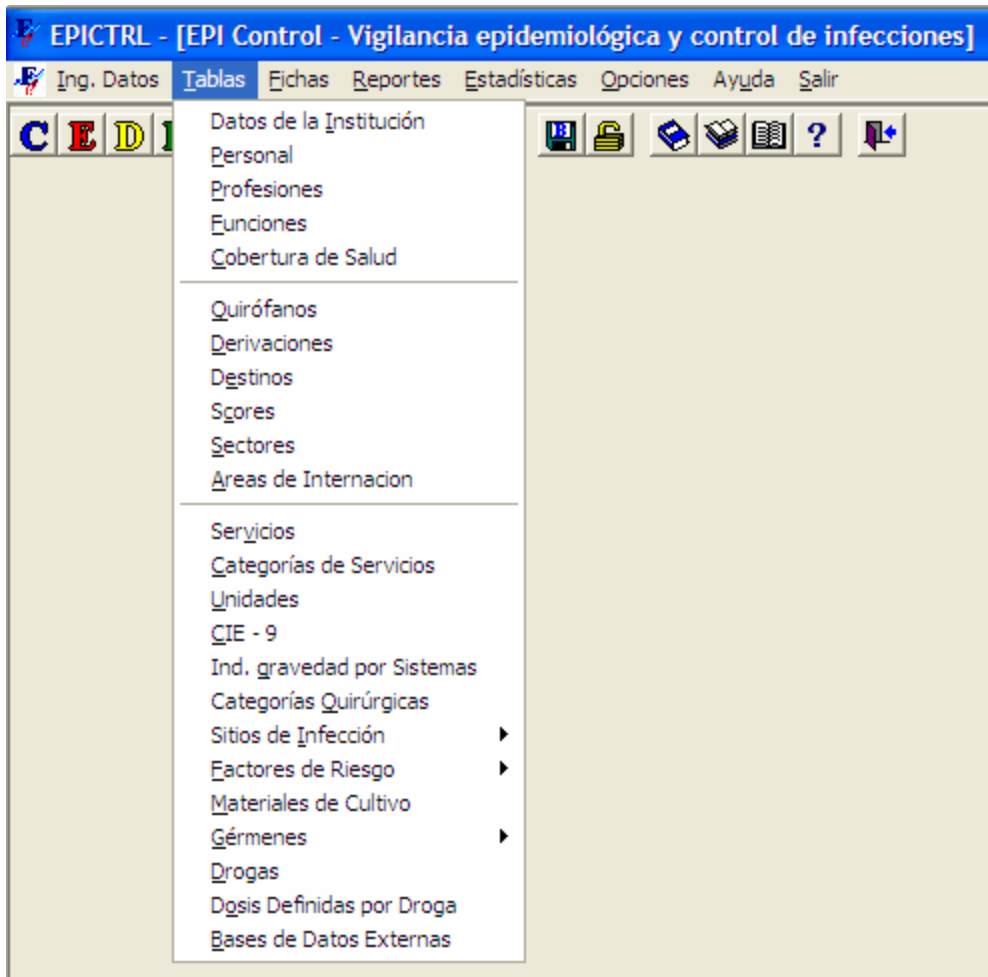 EPICTRL - [EPI Control - Vigilancia epidemiológica y control de infecciones]
Ing. Datos Tablas Fichas Reportes Estadísticas Opciones Ayuda Salir
C E D B ?
Datos de la Institución
Personal
Profesiones
Funciones
Cobertura de Salud
Quirófanos
Derivaciones
Destinos
Scores
Sectores
Areas de Internacion
Servicios
Categorías de Servicios
Unidades
CIE - 9
Ind. gravedad por Sistemas
Categorías Quirúrgicas
Sitios de Infección
Factores de Riesgo
Materiales de Cultivo
Gérmenes
Drogas
Dosis Definidas por Droga
Bases de Datos Externas